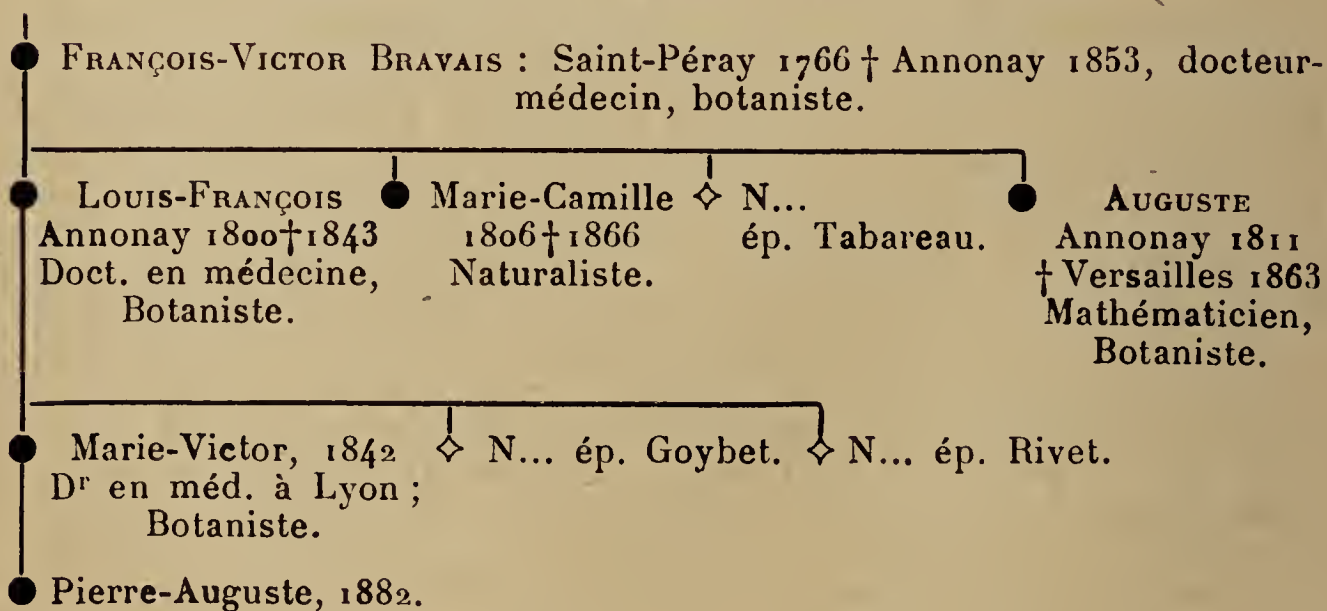 FRANÇOIS-VICTOR BRAVAIS : Saint-Péray 1766 † Annonay 1853, docteur-
médecin, botaniste.
LOUIS-FRANÇOIS
Annonay 1800†1843
Doct. en médecine,
Botaniste.
Marie-Camille
1806†1866
Naturaliste.
N...
ép. Tabareau.
AUGUSTE
Annonay 1811
† Versailles 1863
Mathématicien,
Botaniste.
Marie-Victor, 1842
Dr en méd. à Lyon ;
Botaniste.
N... ép. Goybet.
N... ép. Rivet.
Pierre-Auguste, 1882.